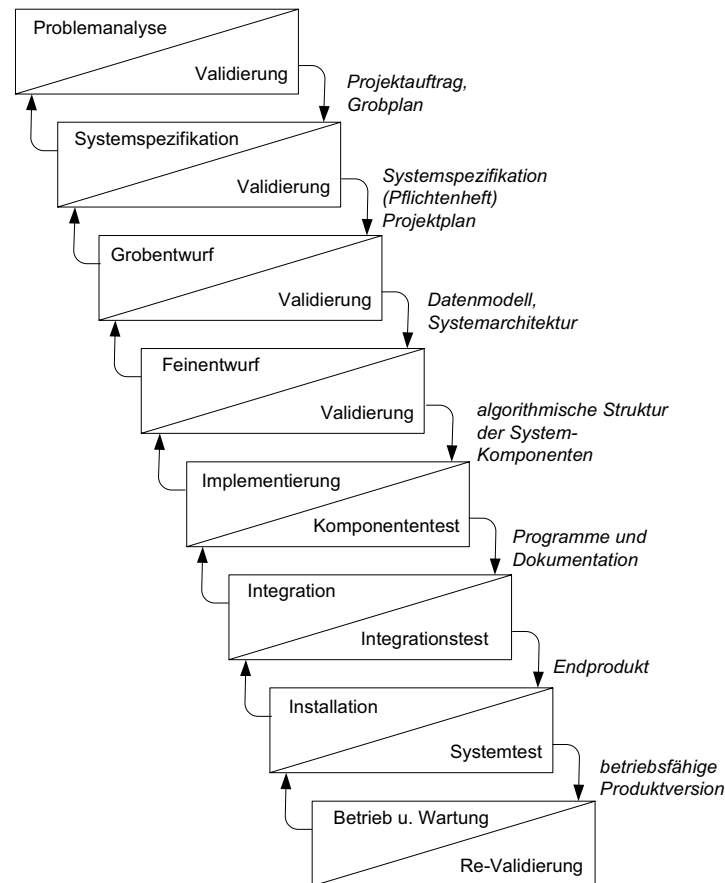 Problemanalyse
Validierung
Projektauftrag,
Grobplan
Systemspezifikation
Validierung
Systemspezifikation
(Pflichtenheft)
Projektplan
Grobentwurf
Validierung
Datenmodell,
Systemarchitektur
Feinentwurf
Validierung
algorithmische Struktur
der System-
Komponenten
Implementierung
Komponententest
Programme und
Dokumentation
Integration
Integrationstest
Endprodukt
Installation
Systemtest
betriebsfähige
Produktversion
Betrieb u. Wartung
Re-Validierung